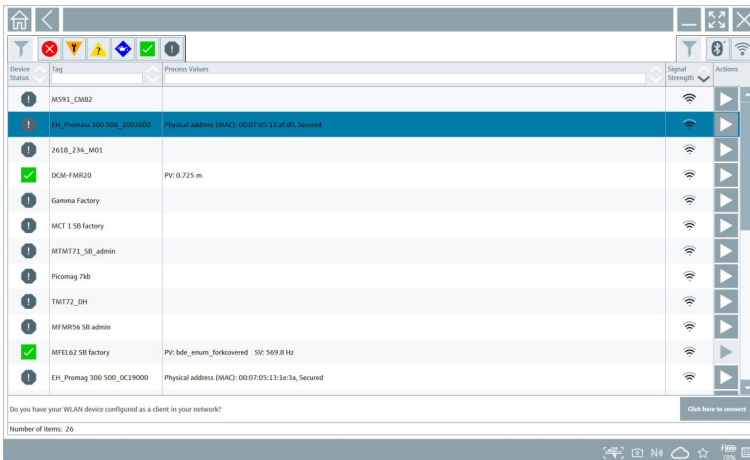 Device Status
Tag
Process Values
Signal Strength
Actions
M591_CM82
EH_Promass 300 500_1002000 Physical address (MAC): 00:07:05:11:af:d0, Secured
2618_234_M01
DCM-FMR20 PV: 0.725 m
Gamma Factory
MCT 1 SB factory
MTMT71_SB_admin
Picomag 7kb
TMT72_DH
MFMR56 SB admin
MFEL62 SB factory PV: bde_enum_forkcovered SV: 569.8 Hz
EH_Promag 300 500_0C19000 Physical address (MAC): 00:07:05:13:1e:3a, Secured
Do you have your WLAN device configured as a client in your network? Click here to connect
Number of items: 26
78%